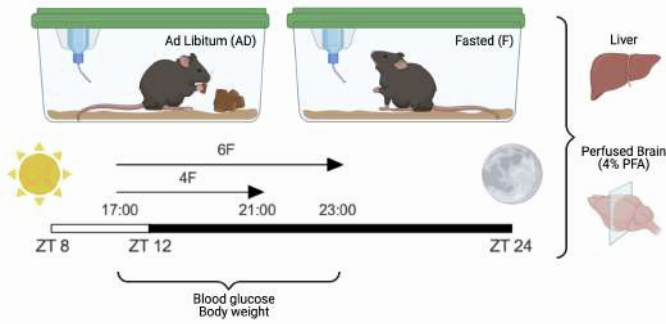 Ad Libitum (AD)
Fasted (F)
Liver
Perfused Brain
(4% PFA)
6F
4F
17:00
21:00
23:00
ZT 8
ZT 12
ZT 24
Blood glucose
Body weight